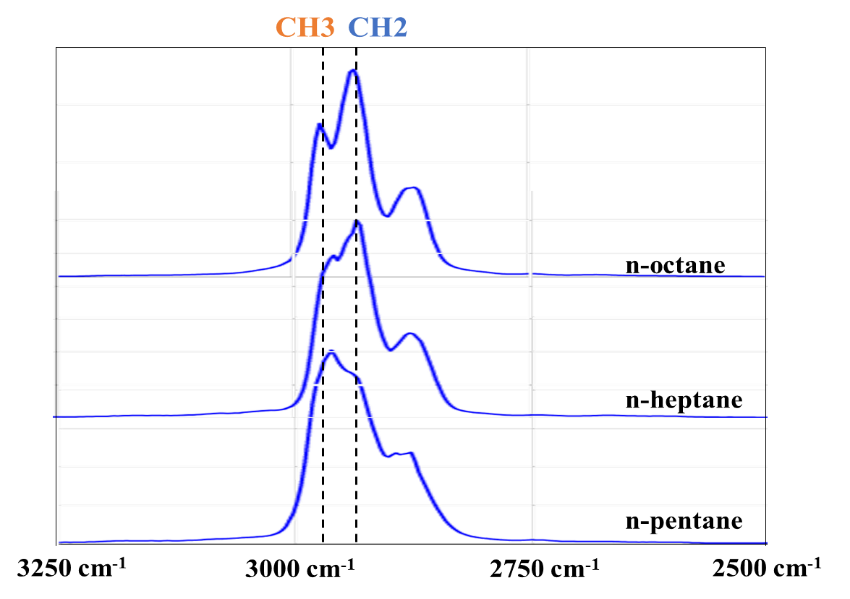 CH3 CH2
n-octane
n-heptane
n-pentane
3250 cm-1 3000 cm-1 2750 cm-1 2500 cm-1